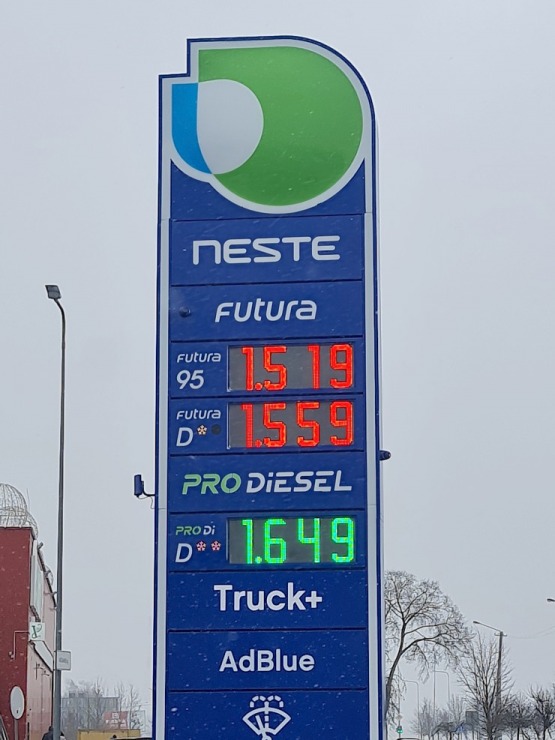 NESTE
FUTURA
FUTURA
95
1.519
FUTURA
D*
1.559
PRO DIESEL
PRO DI
D**
1.649
Truck+
AdBlue